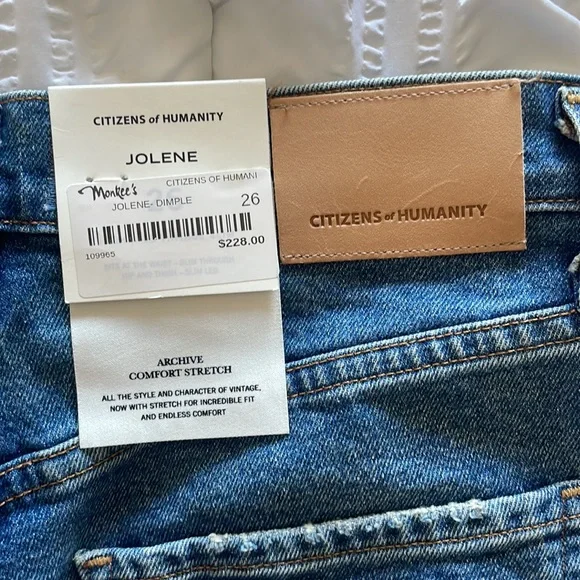 CITIZENS of HUMANITY
JOLENE
Monkee's
CITIZENS OF HUMANI
JOLENE- DIMPLE
26
$228.00
109965
ARCHIVE
COMFORT STRETCH
ALL THE STYLE AND CHARACTER OF VINTAGE,
NOW WITH STRETCH FOR INCREDIBLE FIT
AND ENDLESS COMFORT
CITIZENS of HUMANITY